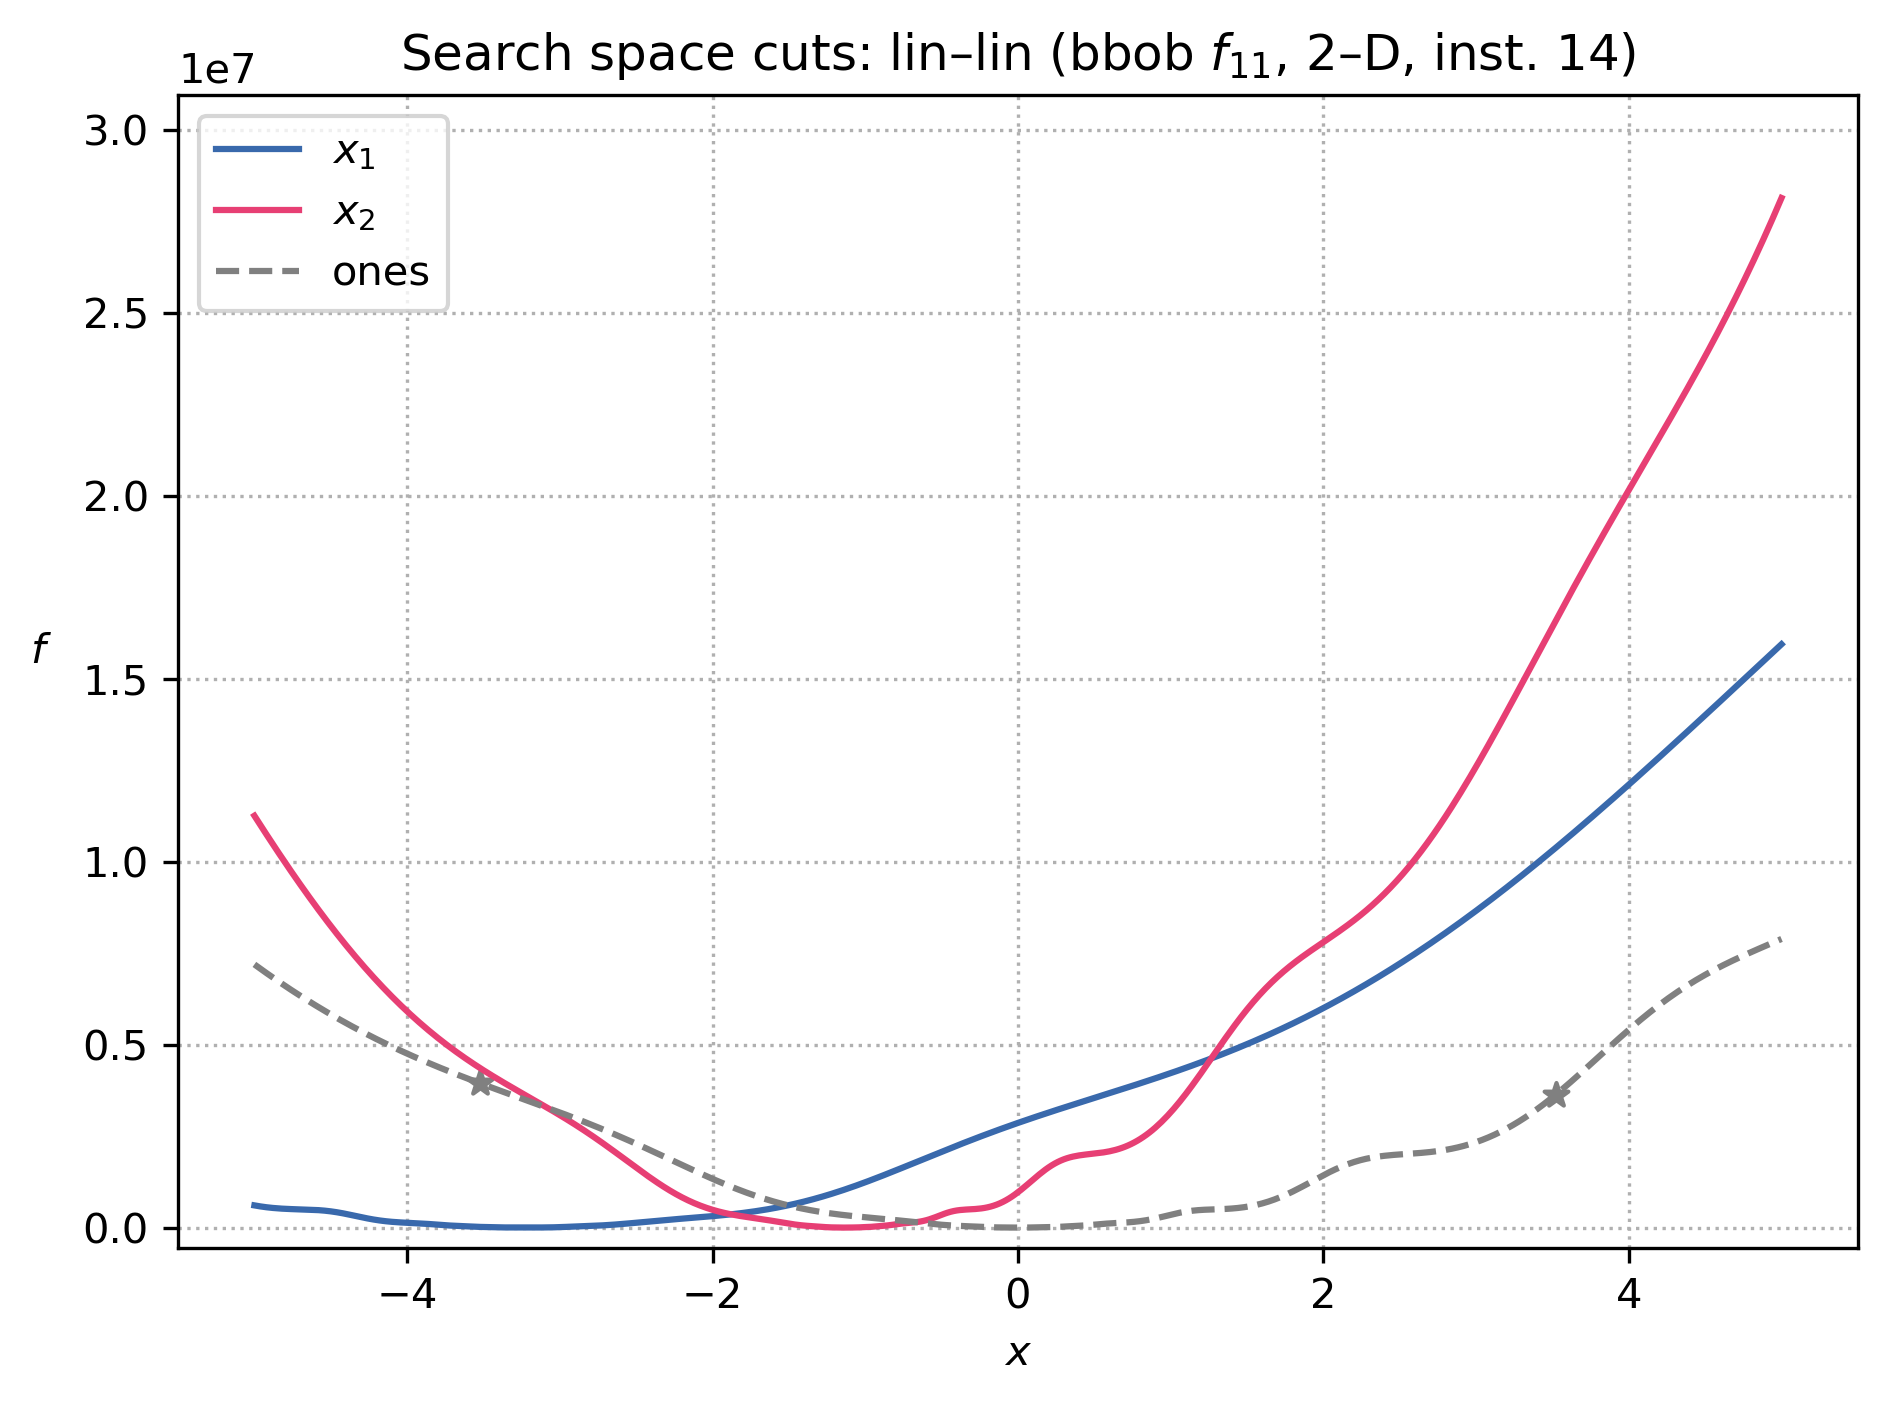 Search space cuts: lin–lin (bbob f₁₁, 2–D, inst. 14)
1e7
x₁
x₂
ones
3.0
2.5
2.0
1.5
1.0
0.5
0.0
f
−4 −2 0 2 4
x